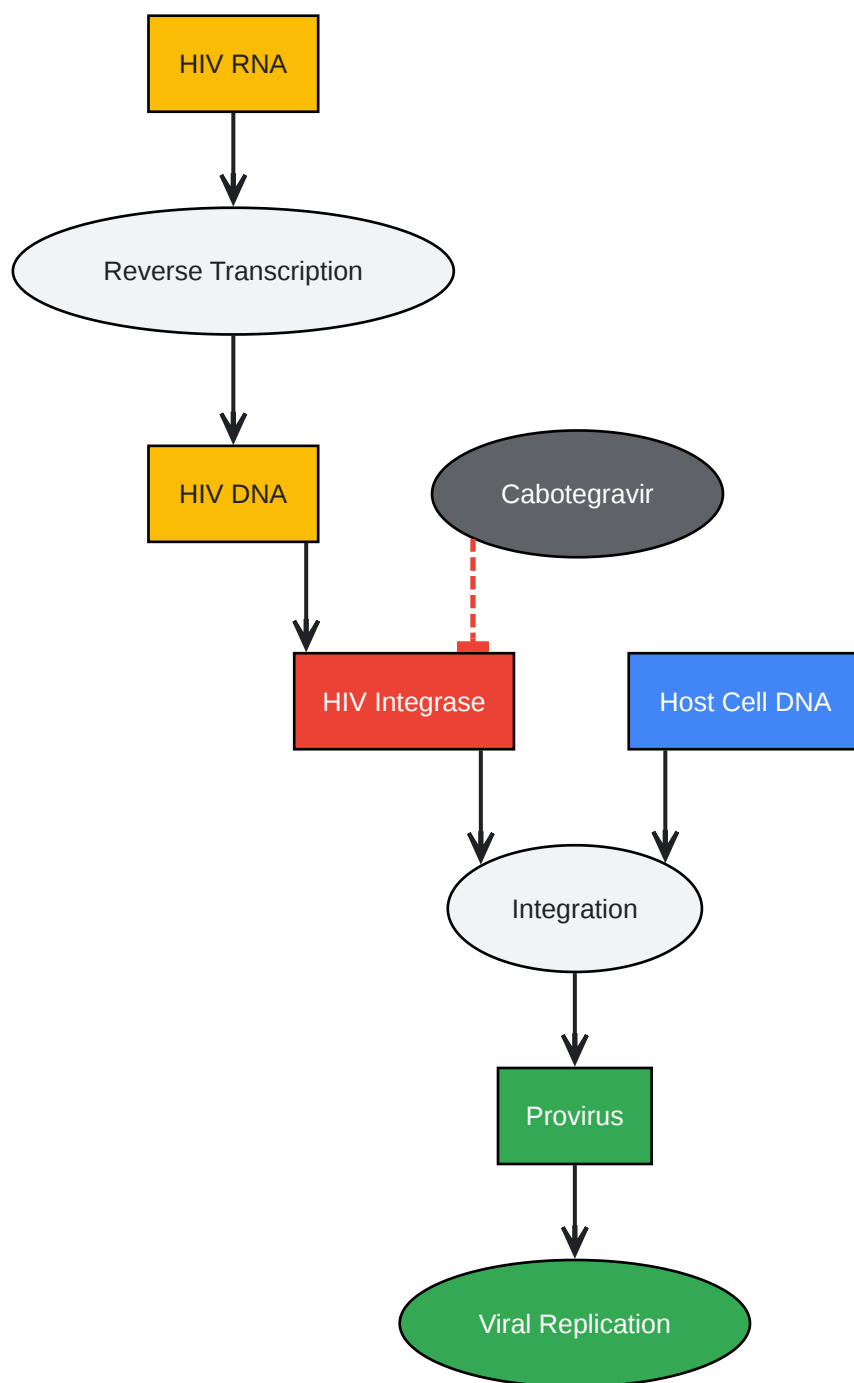 HIV RNA
Reverse Transcription
HIV DNA
Cabotegravir
HIV Integrase
Host Cell DNA
Integration
Provirus
Viral Replication